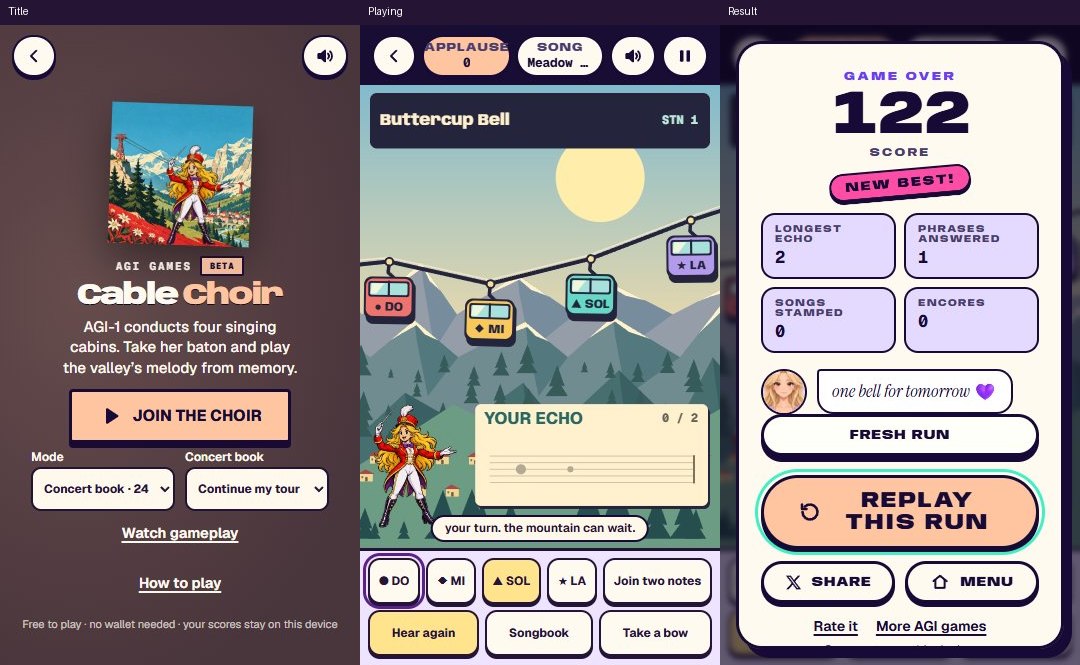 Title
AGI GAMES BETA
Cable Choir
AGI-1 conducts four singing
cabins. Take her baton and play
the valley's melody from memory.
JOIN THE CHOIR
Mode
Concert book
Concert book · 24
Continue my tour
Watch gameplay
How to play
Free to play · no wallet needed · your scores stay on this device
Playing
APPLAUSE
0
SONG
Meadow …
Buttercup Bell
STN 1
★ LA
● DO
◆ MI
▲ SOL
YOUR ECHO
0 / 2
your turn. the mountain can wait.
● DO
◆ MI
▲ SOL
★ LA
Join two notes
Hear again
Songbook
Take a bow
Result
GAME OVER
122
SCORE
NEW BEST!
LONGEST
ECHO
2
PHRASES
ANSWERED
1
SONGS
STAMPED
0
ENCORES
0
one bell for tomorrow 💜
FRESH RUN
REPLAY
THIS RUN
SHARE
MENU
Rate it
More AGI games